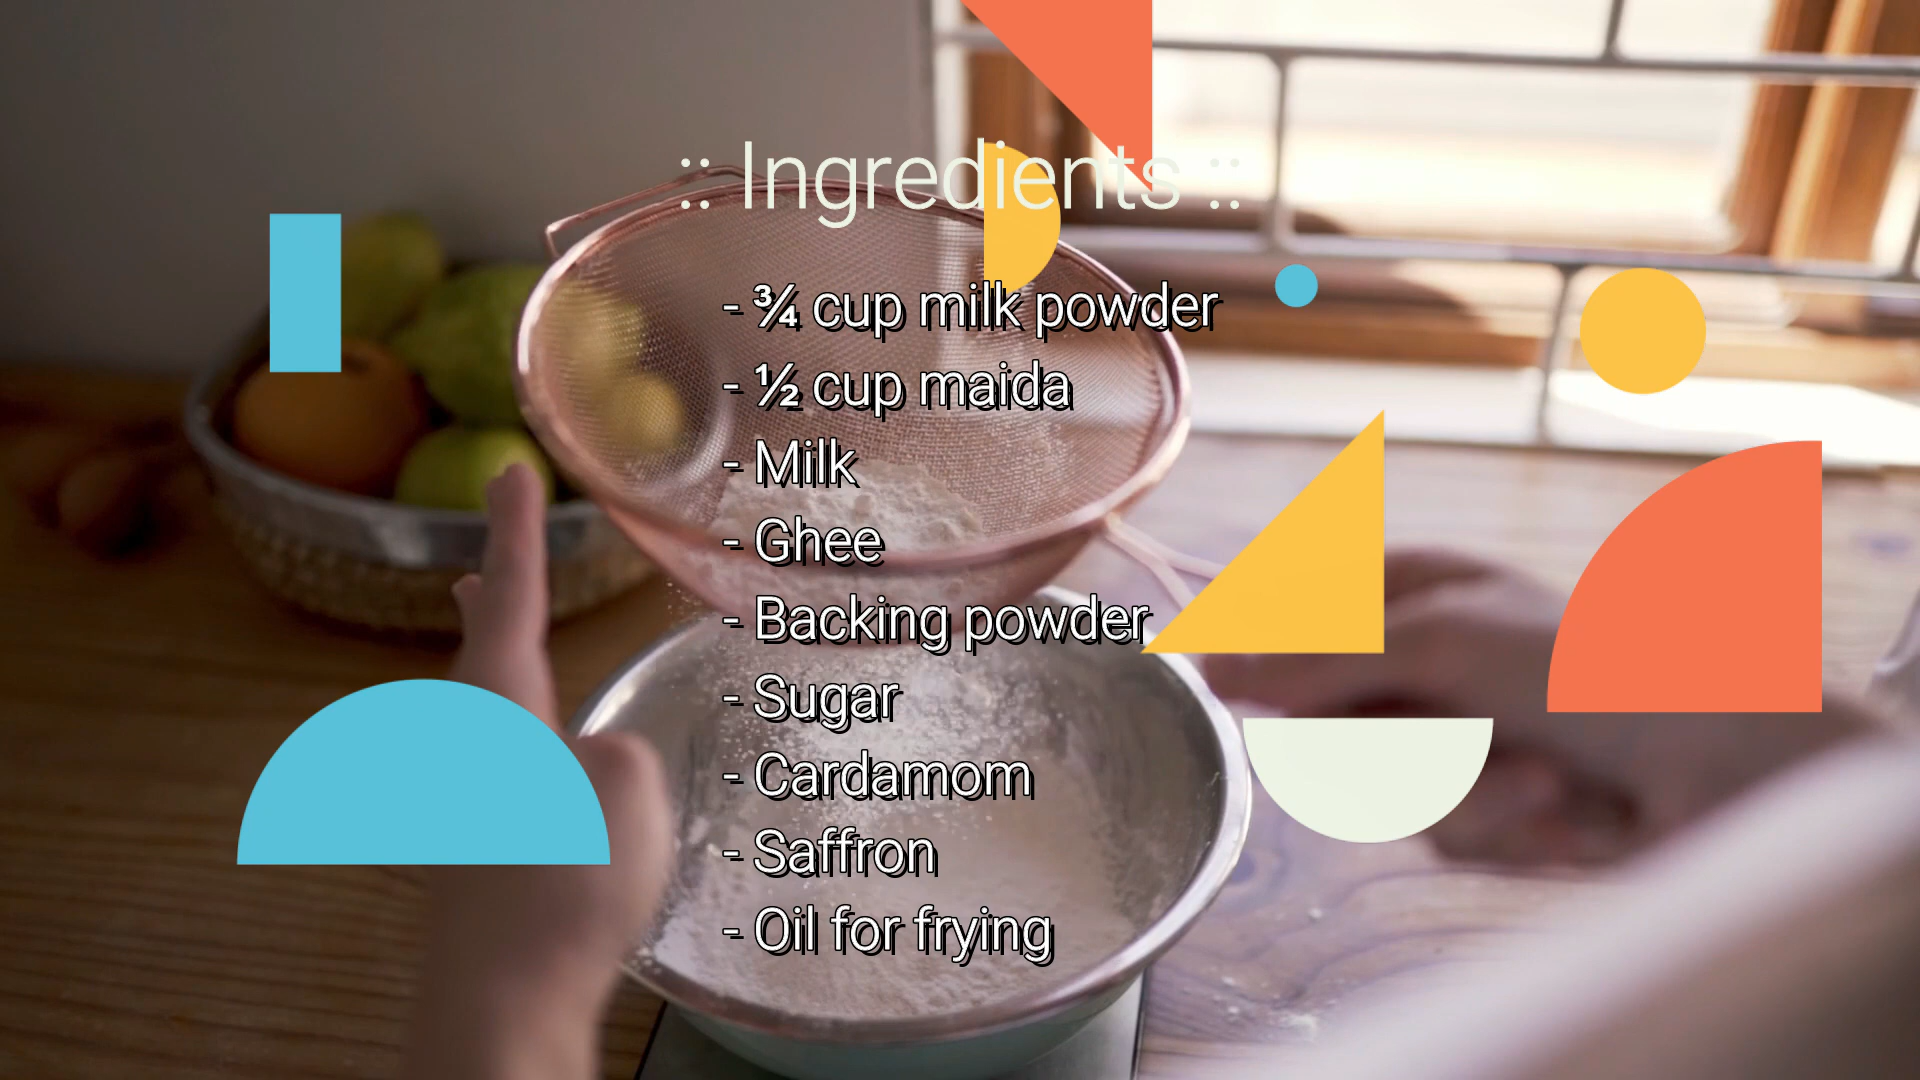 :: Ingredients ::
- ¾ cup milk powder
- ½ cup maida
- Milk
- Ghee
- Backing powder
- Sugar
- Cardamom
- Saffron
- Oil for frying